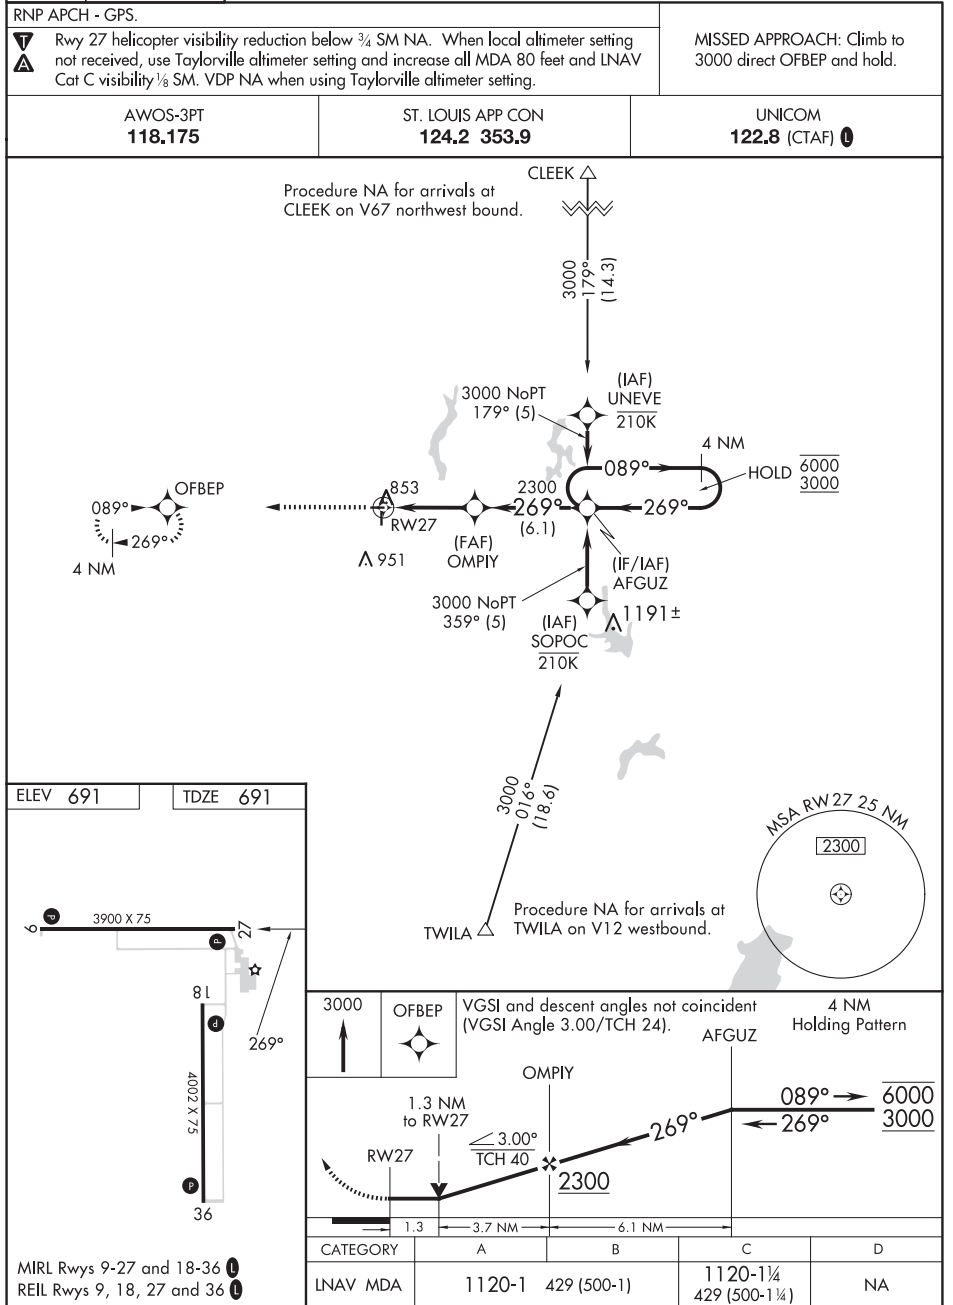 RNP APCH - GPS.
T
A
Rwy 27 helicopter visibility reduction below ¾ SM NA. When local altimeter setting
not received, use Taylorville altimeter setting and increase all MDA 80 feet and LNAV
Cat C visibility ⅛ SM. VDP NA when using Taylorville altimeter setting.
MISSED APPROACH: Climb to
3000 direct OFBEP and hold.
AWOS-3PT
118.175
ST. LOUIS APP CON
124.2 353.9
UNICOM
122.8 (CTAF) L
CLEEK
Procedure NA for arrivals at
CLEEK on V67 northwest bound.
3000
179°
(14.3)
(IAF)
UNEVE
210K
3000 NoPT
179° (5)
4 NM
089°
HOLD
6000
3000
269°
OFBEP
089°
269°
4 NM
853
RW27
951
(FAF)
OMPIY
2300
269°
(6.1)
(IF/IAF)
AFGUZ
3000 NoPT
359° (5)
(IAF)
SOPOC
210K
1191±
3000
016°
(18.6)
TWILA
Procedure NA for arrivals at
TWILA on V12 westbound.
MSA RW27 25 NM
2300
ELEV 691
TDZE 691
9
P
3900 X 75
27
P
18
P
269°
4002 X 75
P
36
MIRL Rwys 9-27 and 18-36 L
REIL Rwys 9, 18, 27 and 36 L
3000
OFBEP
VGSI and descent angles not coincident
(VGSI Angle 3.00/TCH 24).
4 NM
Holding Pattern
AFGUZ
OMPIY
1.3 NM
to RW27
3.00°
TCH 40
RW27
2300
269°
089°
269°
6000
3000
1.3
3.7 NM
6.1 NM
CATEGORY A B C D
LNAV MDA 1120-1 429 (500-1) 1120-1¼ 429 (500-1¼) NA